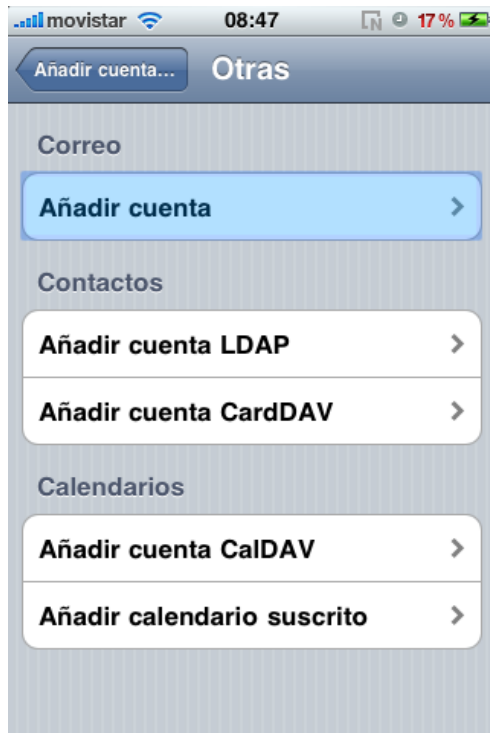 movistar 08:47 17%
Añadir cuenta... Otras
Correo
Añadir cuenta
Contactos
Añadir cuenta LDAP
Añadir cuenta CardDAV
Calendarios
Añadir cuenta CalDAV
Añadir calendario suscrito